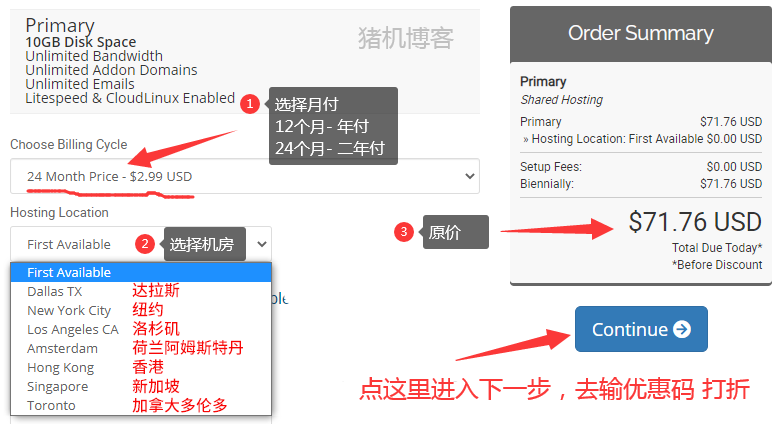 Primary
10GB Disk Space
Unlimited Bandwidth
Unlimited Addon Domains
Unlimited Emails
Litespeed & CloudLinux Enabled
猪机博客
1
选择月付
12个月- 年付
24个月- 二年付
Choose Billing Cycle
24 Month Price - $2.99 USD
Hosting Location
First Available
2
选择机房
First Available
Dallas TX 达拉斯
New York City 纽约
Los Angeles CA 洛杉矶
Amsterdam 荷兰阿姆斯特丹
Hong Kong 香港
Singapore 新加坡
Toronto 加拿大多伦多
Order Summary
Primary
Shared Hosting
Primary $71.76 USD
» Hosting Location: First Available $0.00 USD
Setup Fees: $0.00 USD
Biennially: $71.76 USD
3
原价
$71.76 USD
Total Due Today*
*Before Discount
Continue
点这里进入下一步，去输优惠码 打折